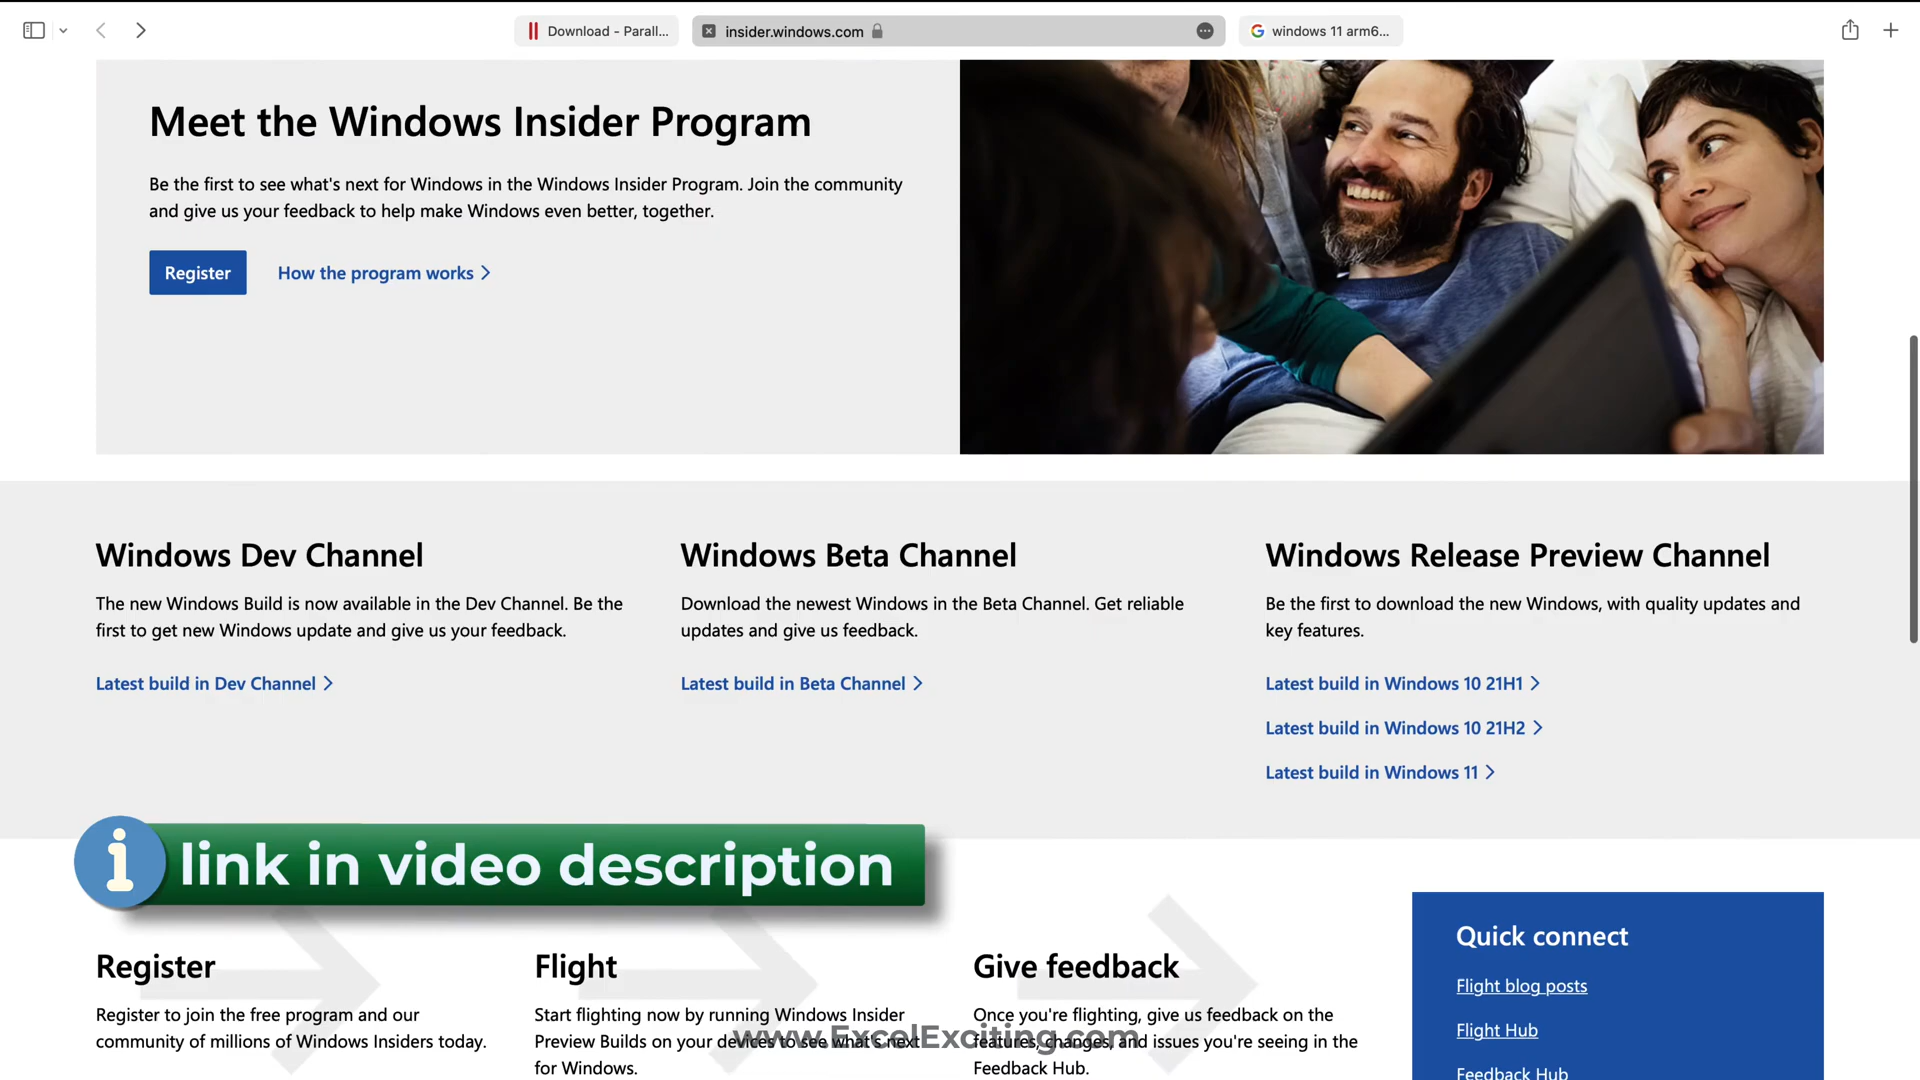 Download - Parall...
insider.windows.com
windows 11 arm6...
Meet the Windows Insider Program
Be the first to see what's next for Windows in the Windows Insider Program. Join the community
and give us your feedback to help make Windows even better, together.
Register
How the program works
Windows Dev Channel
The new Windows Build is now available in the Dev Channel. Be the
first to get new Windows update and give us your feedback.
Latest build in Dev Channel
Windows Beta Channel
Download the newest Windows in the Beta Channel. Get reliable
updates and give us feedback.
Latest build in Beta Channel
Windows Release Preview Channel
Be the first to download the new Windows, with quality updates and
key features.
Latest build in Windows 10 21H1
Latest build in Windows 10 21H2
Latest build in Windows 11
i link in video description
Register
Register to join the free program and our
community of millions of Windows Insiders today.
Flight
Start flighting now by running Windows Insider
Preview Builds on your devices to see what's next
for Windows.
Give feedback
Once you're flighting, give us feedback on the
features, changes, and issues you're seeing in the
Feedback Hub.
Quick connect
Flight blog posts
Flight Hub
Feedback Hub
www.ExcelExciting.com